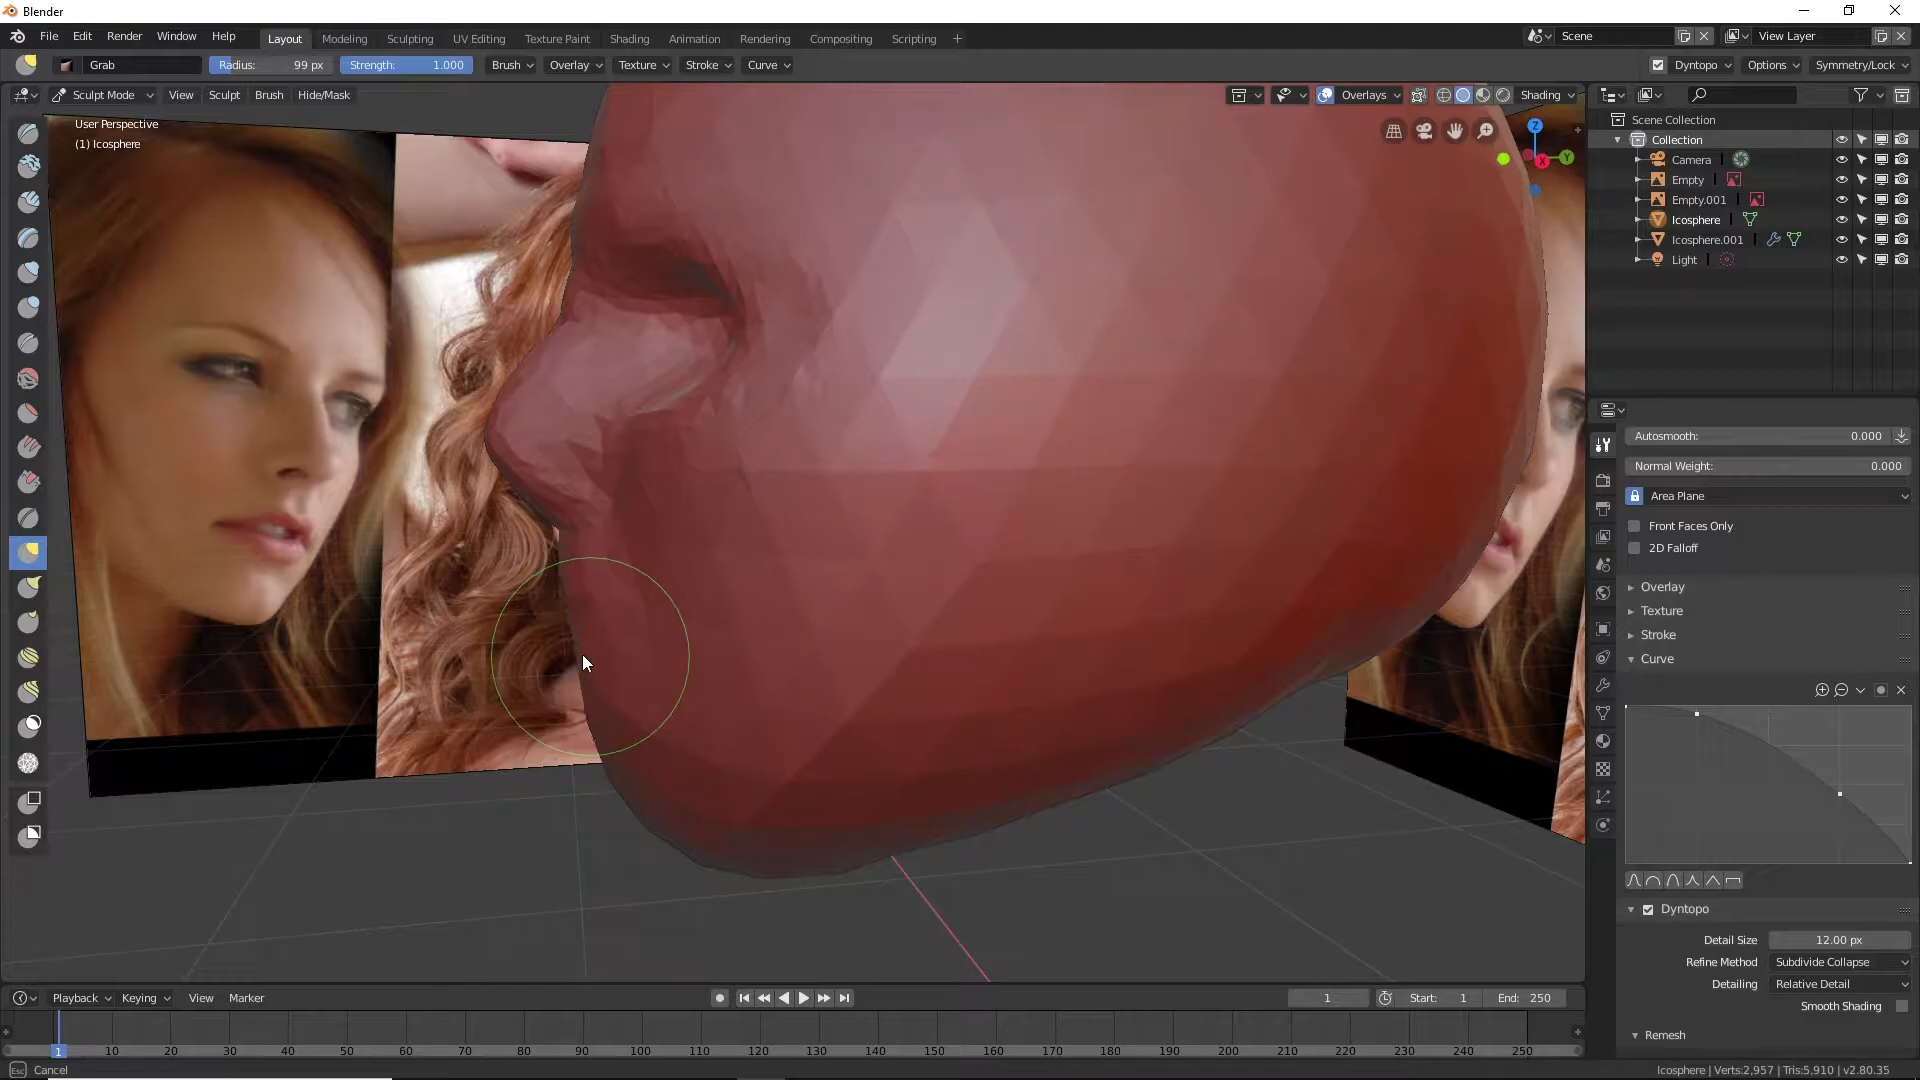 Blender
File Edit Render Window Help
Layout Modeling Sculpting UV Editing Texture Paint Shading Animation Rendering Compositing Scripting
Scene
View Layer
Grab
Radius: 99 px
Strength: 1.000
Brush Overlay Texture Stroke Curve
Dyntopo Options Symmetry/Lock
Sculpt Mode View Sculpt Brush Hide/Mask
Overlays
Shading
User Perspective
(1) Icosphere
Z
X
Y
Scene Collection
Collection
Camera
Empty
Empty.001
Icosphere
Icosphere.001
Light
Autosmooth: 0.000
Normal Weight: 0.000
Area Plane
Front Faces Only
2D Falloff
Overlay
Texture
Stroke
Curve
Dyntopo
Detail Size 12.00 px
Refine Method Subdivide Collapse
Detailing Relative Detail
Smooth Shading
Remesh
Playback Keying View Marker
1
Start: 1
End: 250
1 10 20 30 40 50 60 70 80 90 100 110 120 130 140 150 160 170 180 190 200 210 220 230 240 250
Esc Cancel
Icosphere | Verts:2,957 | Tris:5,910 | v2.80.35